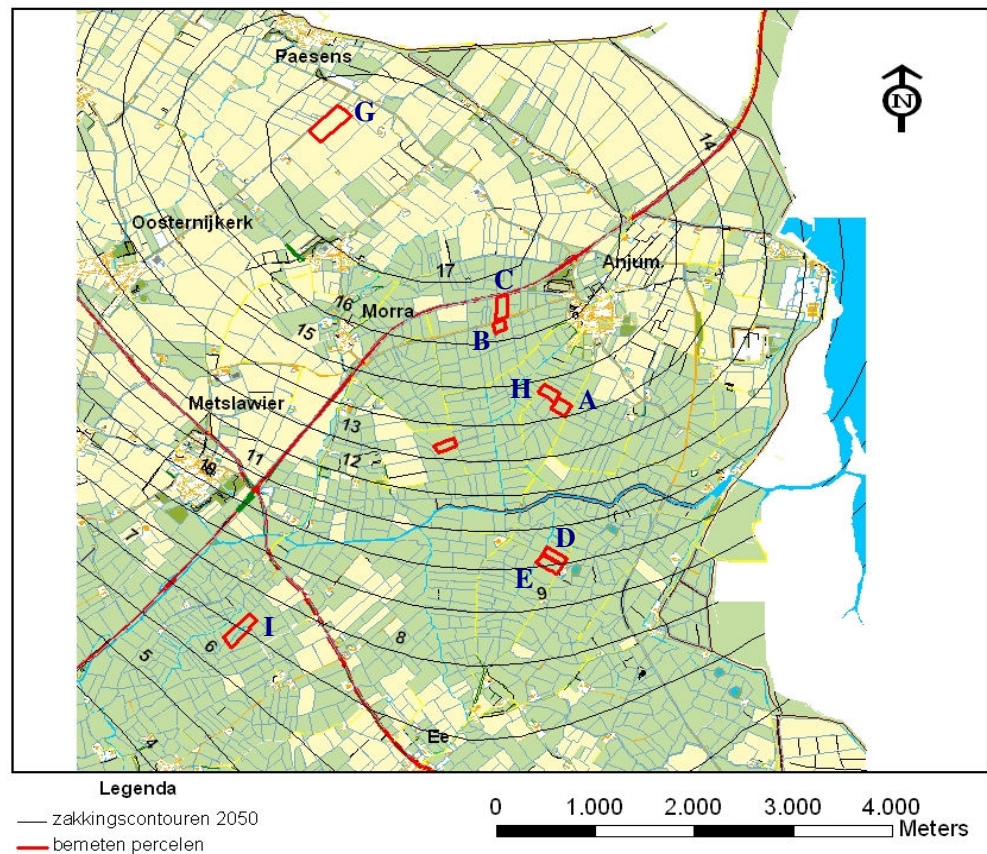 Paesens
N
G
14
Oosternijkerk
Anjum.
17
C
16
Morra
15
B
H
A
Metslawier
13
12
11
10
7
D
E
9
I
6
8
5
Ee
4
Legenda
zakkingscontouren 2050
bemeten percelen
0 1.000 2.000 3.000 4.000
Meters